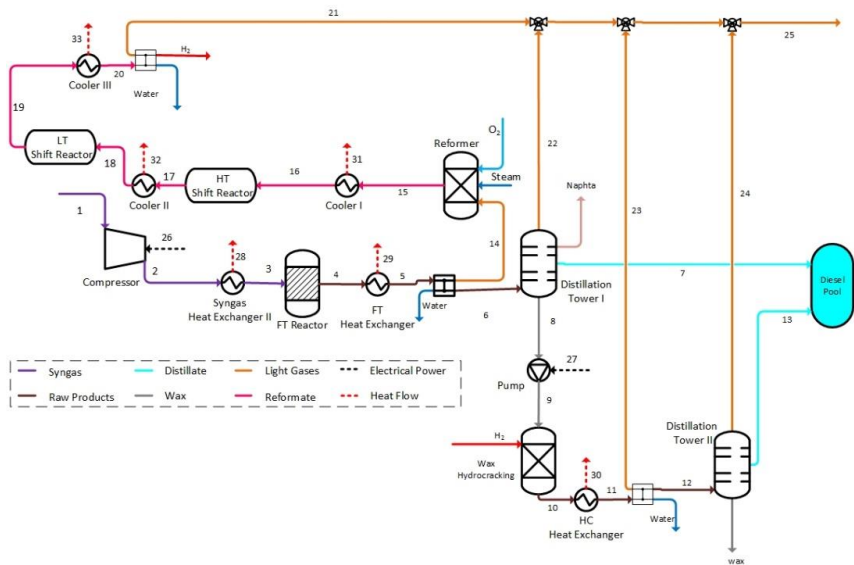 21
25
33
H₂
20
Water
Cooler III
19
O₂
LT
Shift Reactor
Reformer
22
32
31
18
17
HT
Shift Reactor
16
15
Steam
Naphta
Cooler II
Cooler I
23
24
1
14
26
28
29
7
Diesel
Pool
2
3
4
5
Compressor
Syngas
Heat Exchanger II
FT Reactor
FT
Heat Exchanger
Water
6
Distillation
Tower I
8
13
Syngas
Distillate
Light Gases
Electrical Power
Raw Products
Wax
Reformate
Heat Flow
27
Pump
9
Distillation
Tower II
H₂
Wax
Hydrocracking
30
10
11
12
HC
Heat Exchanger
Water
wax